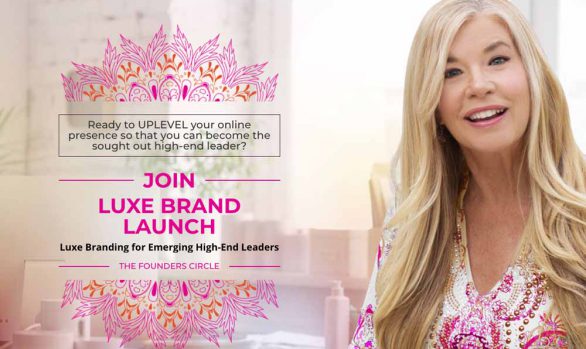 Ready to UPLEVEL your online
presence so that you can become the
sought out high-end leader?
JOIN
LUXE BRAND
LAUNCH
Luxe Branding for Emerging High-End Leaders
THE FOUNDERS CIRCLE